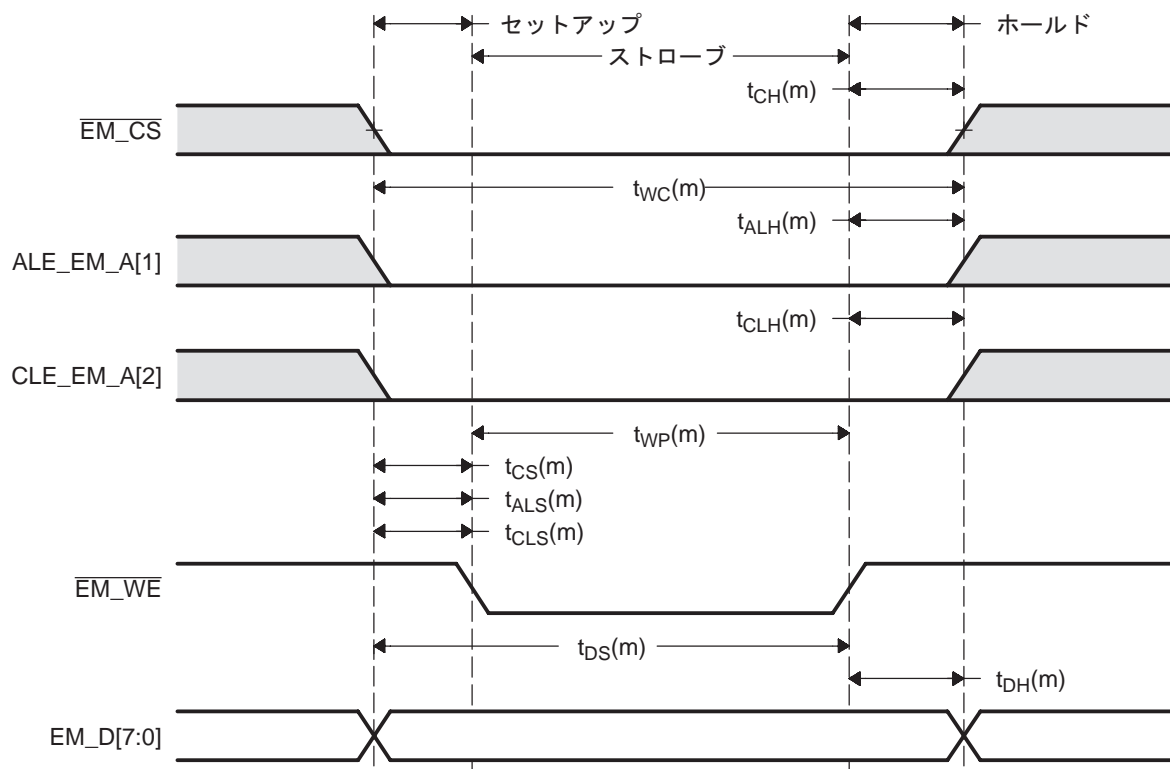 セットアップ
ホールド
ストローブ
tCH(m)
EM_CS
tWC(m)
tALH(m)
ALE_EM_A[1]
tCLH(m)
CLE_EM_A[2]
tWP(m)
tCS(m)
tALS(m)
tCLS(m)
EM_WE
tDS(m)
tDH(m)
EM_D[7:0]